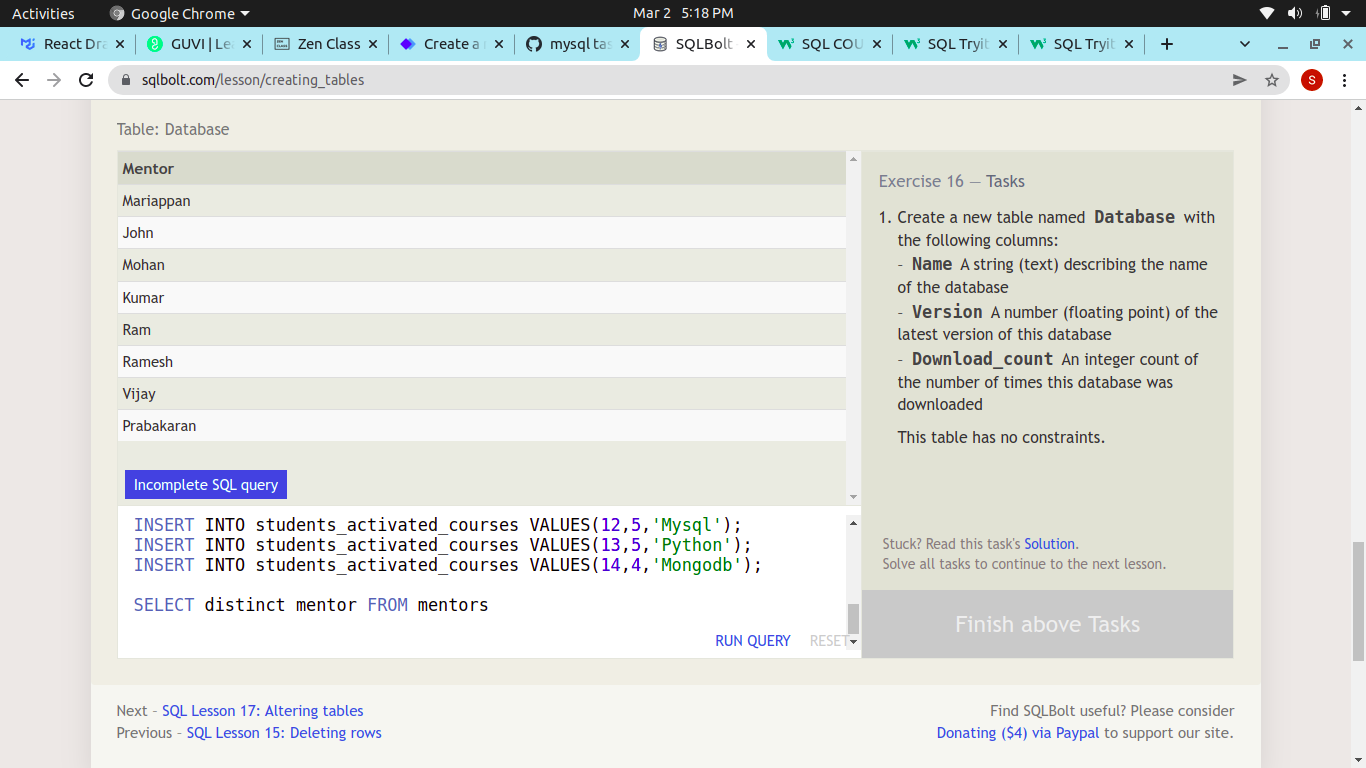 Activities
Google Chrome
Mar 2 5:18 PM
React Dra
GUVI | Le
Zen Class
Create a
mysql tas
SQLBolt
SQL COU
SQL Tryit
SQL Tryit
sqlbolt.com/lesson/creating_tables
S
Table: Database
Mentor
Mariappan
John
Mohan
Kumar
Ram
Ramesh
Vijay
Prabakaran
Incomplete SQL query
INSERT INTO students_activated_courses VALUES(12,5,'Mysql');
INSERT INTO students_activated_courses VALUES(13,5,'Python');
INSERT INTO students_activated_courses VALUES(14,4,'Mongodb');
SELECT distinct mentor FROM mentors
RUN QUERY RESET
Exercise 16 — Tasks
1. Create a new table named Database with
the following columns:
- Name A string (text) describing the name
of the database
- Version A number (floating point) of the
latest version of this database
- Download_count An integer count of
the number of times this database was
downloaded
This table has no constraints.
Stuck? Read this task's Solution.
Solve all tasks to continue to the next lesson.
Finish above Tasks
Next - SQL Lesson 17: Altering tables
Previous - SQL Lesson 15: Deleting rows
Find SQLBolt useful? Please consider
Donating ($4) via Paypal to support our site.